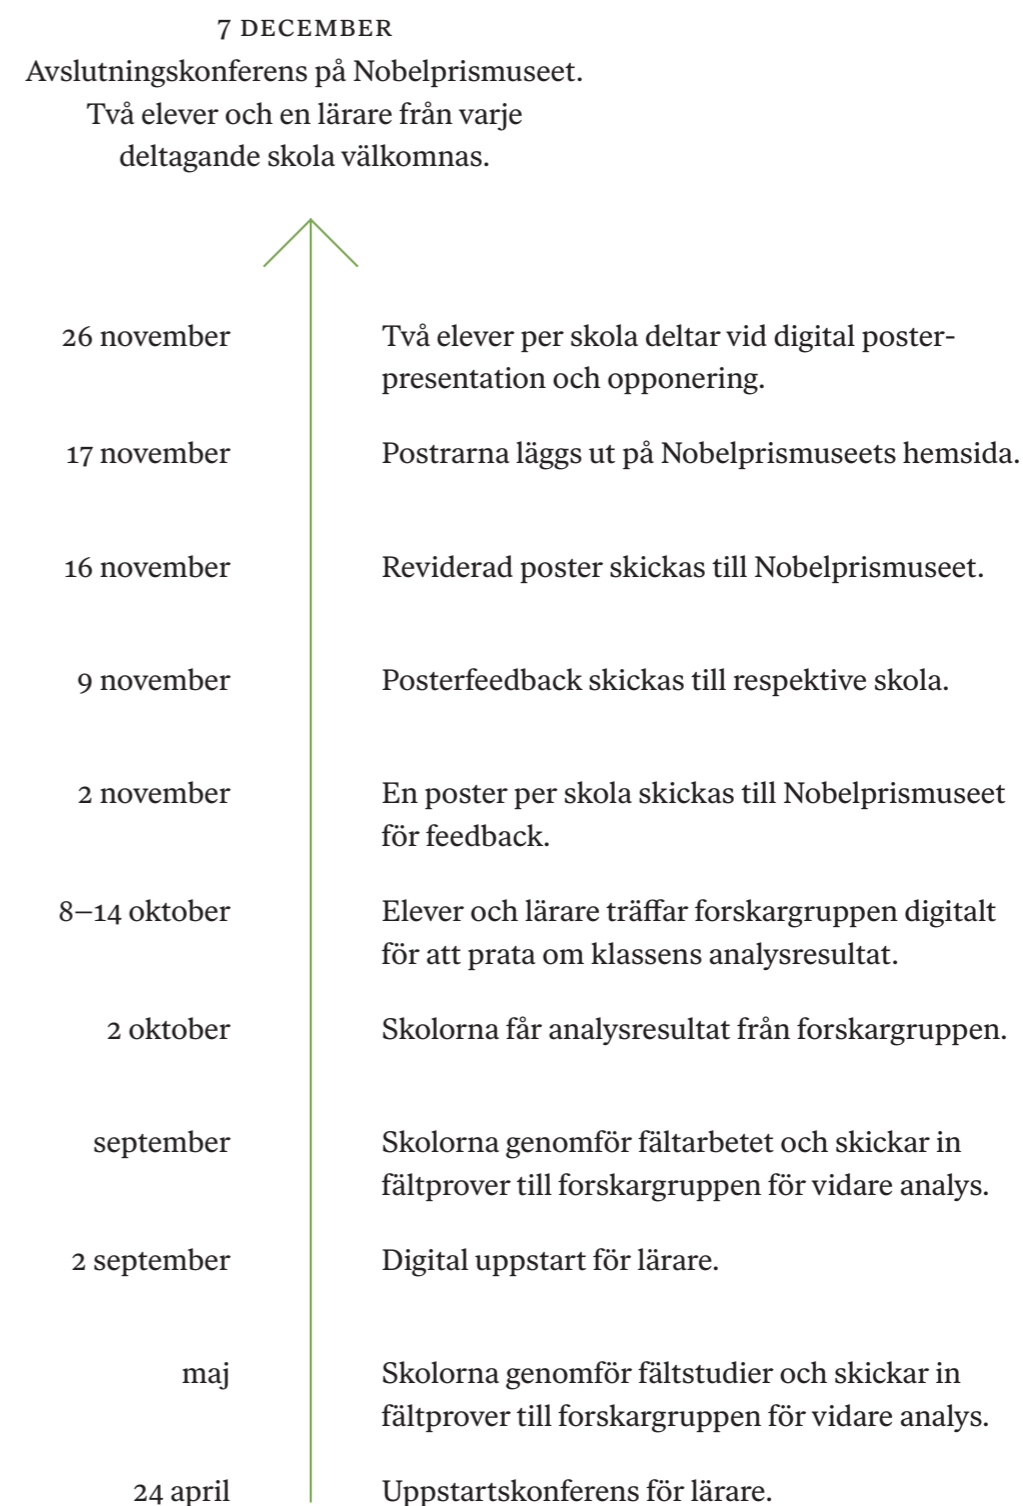 7 DECEMBER
Avslutningskonferens på Nobelprismuseet.
Två elever och en lärare från varje
deltagande skola välkomnas.
26 november
Två elever per skola deltar vid digital poster-
presentation och opponering.
17 november
Postrarna läggs ut på Nobelprismuseets hemsida.
16 november
Reviderad poster skickas till Nobelprismuseet.
9 november
Posterfeedback skickas till respektive skola.
2 november
En poster per skola skickas till Nobelprismuseet
för feedback.
8–14 oktober
Elever och lärare träffar forskargruppen digitalt
för att prata om klassens analysresultat.
2 oktober
Skolorna får analysresultat från forskargruppen.
september
Skolorna genomför fältarbetet och skickar in
fältprover till forskargruppen för vidare analys.
2 september
Digital uppstart för lärare.
maj
Skolorna genomför fältstudier och skickar in
fältprover till forskargruppen för vidare analys.
24 april
Uppstartskonferens för lärare.